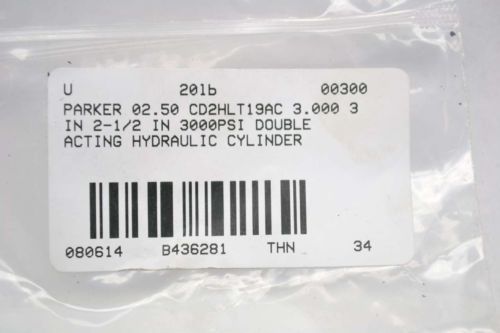 U 20lb 00300
PARKER 02.50 CD2HLT19AC 3.000 3
IN 2-1/2 IN 3000PSI DOUBLE
ACTING HYDRAULIC CYLINDER
080614 B436281 THN 34